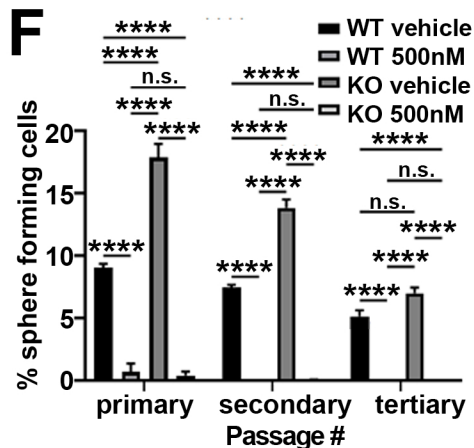 F
WT vehicle
WT 500nM
KO vehicle
KO 500nM
****
****
n.s.
****
****
****
****
n.s.
****
****
****
****
****
n.s.
n.s.
****
****
****
% sphere forming cells
20
15
10
5
0
primary secondary tertiary
Passage #